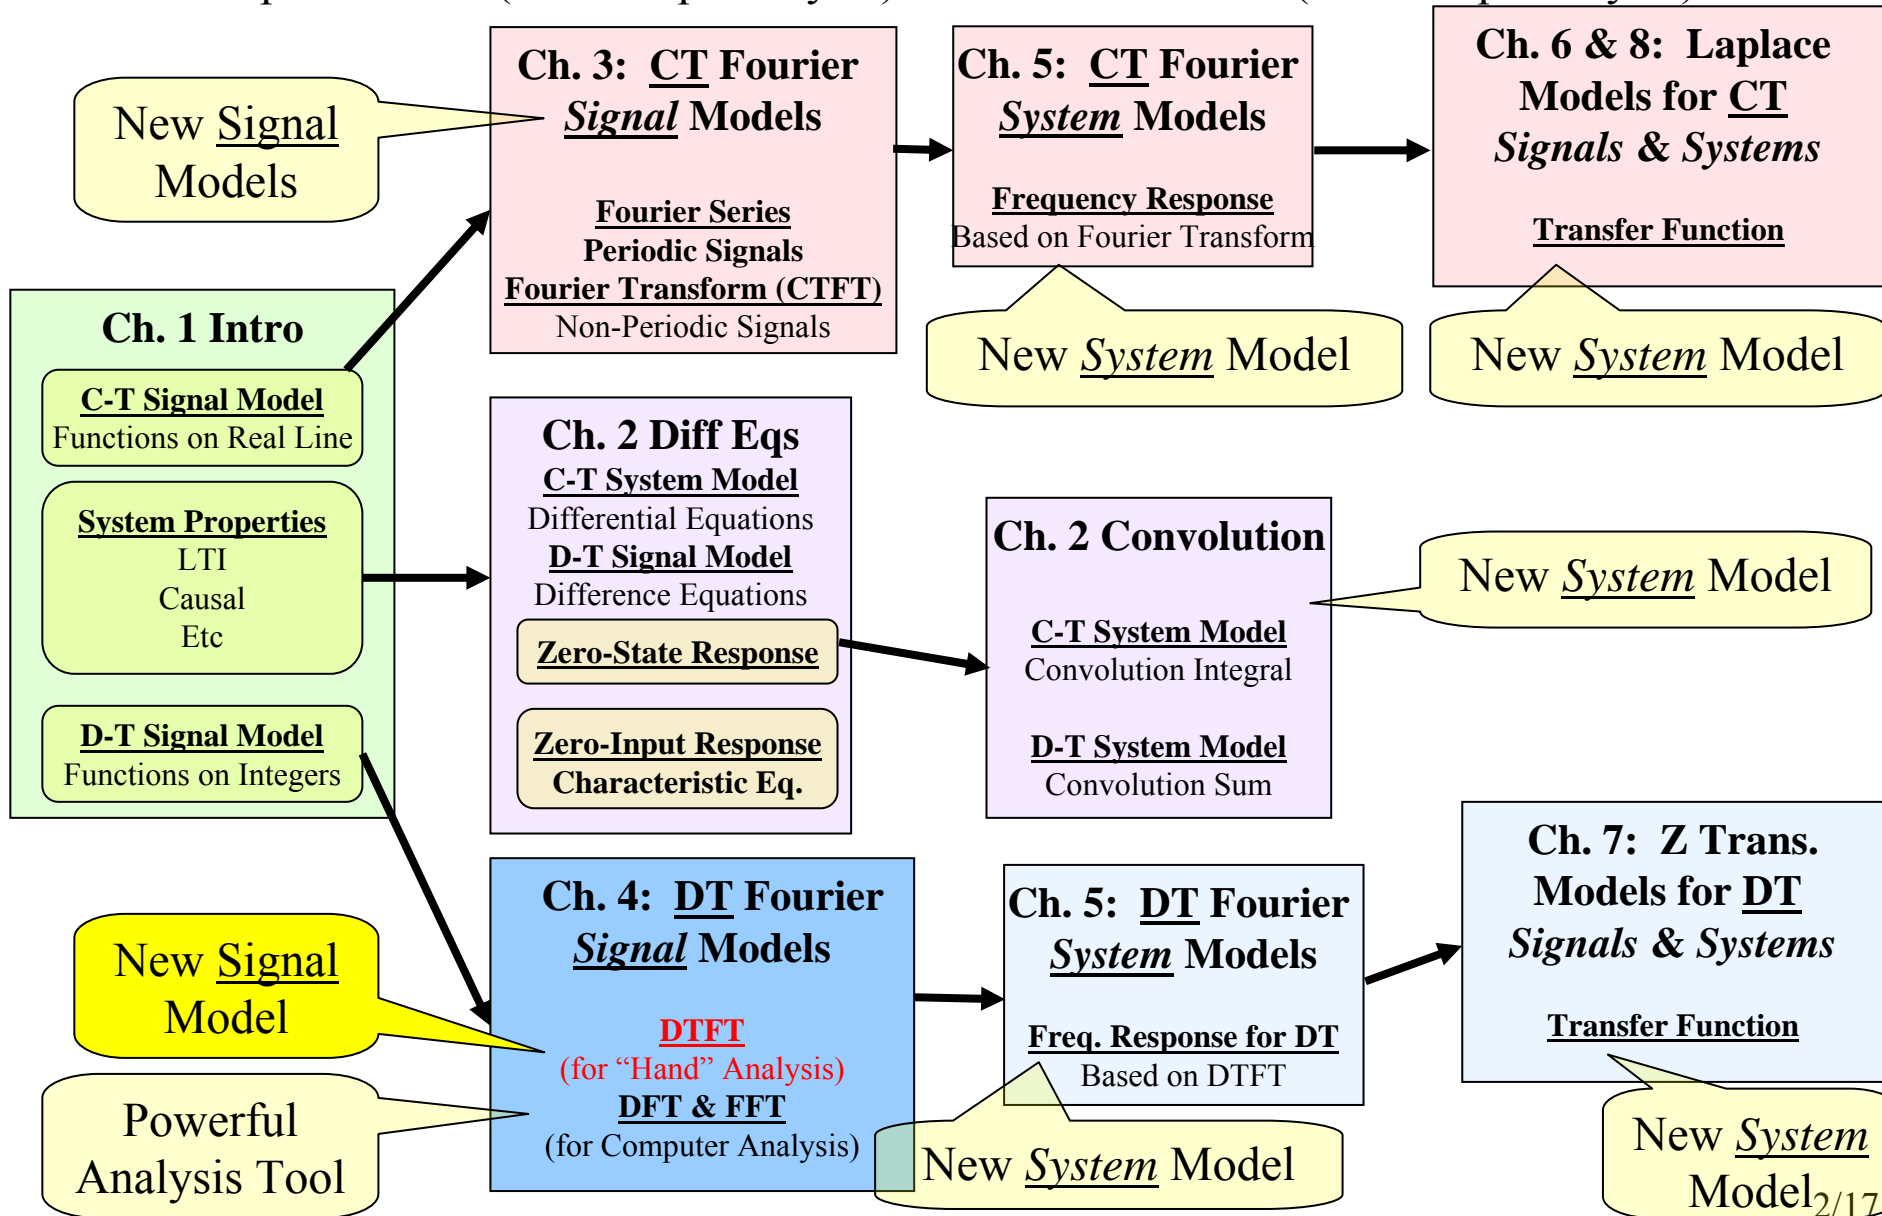 Ch. 3: CT Fourier
Signal Models
Fourier Series
Periodic Signals
Fourier Transform (CTFT)
Non-Periodic Signals
Ch. 5: CT Fourier
System Models
Frequency Response
Based on Fourier Transform
Ch. 6 & 8: Laplace
Models for CT
Signals & Systems
Transfer Function
New Signal
Models
New System Model
New System Model
Ch. 1 Intro
C-T Signal Model
Functions on Real Line
System Properties
LTI
Causal
Etc
D-T Signal Model
Functions on Integers
Ch. 2 Diff Eqs
C-T System Model
Differential Equations
D-T Signal Model
Difference Equations
Zero-State Response
Zero-Input Response
Characteristic Eq.
Ch. 2 Convolution
C-T System Model
Convolution Integral
D-T System Model
Convolution Sum
New System Model
Ch. 4: DT Fourier
Signal Models
DTFT
(for “Hand” Analysis)
DFT & FFT
(for Computer Analysis)
New Signal
Model
Powerful
Analysis Tool
Ch. 5: DT Fourier
System Models
Freq. Response for DT
Based on DTFT
New System Model
Ch. 7: Z Trans.
Models for DT
Signals & Systems
Transfer Function
New System
Model
2/17